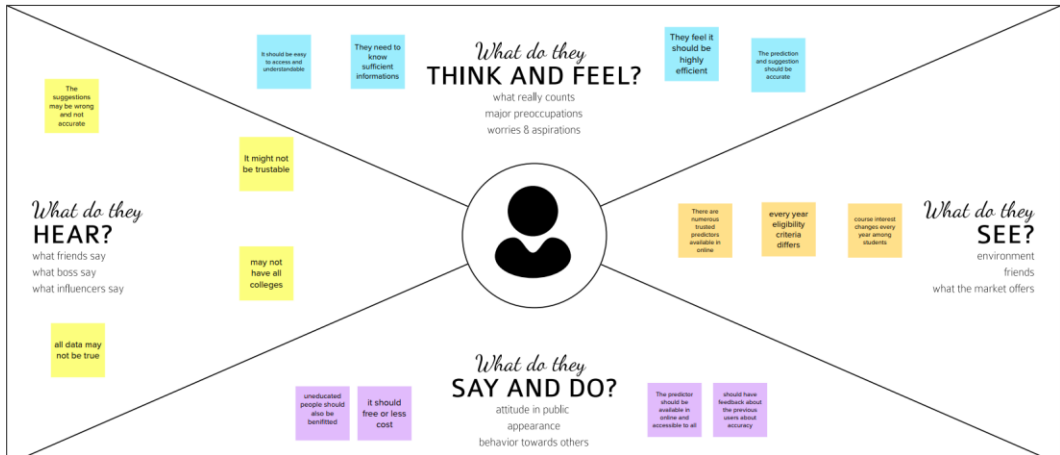 What do they
THINK AND FEEL?
what really counts
major preoccupations
worries & aspirations
It should be easy
to access and
understandable
They need to
know
sufficient
informations
They feel it
should be
highly
efficient
The prediction
and suggestion
should be
accurate
What do they
HEAR?
what friends say
what boss say
what influencers say
The
suggestions
may be wrong
and not
accurate
It might not
be trustable
may not
have all
colleges
all data may
not be true
What do they
SEE?
environment
friends
what the market offers
There are
numerous
trusted
predictors
available in
online
every year
eligibility
criteria
differs
course interest
changes every
year among
students
What do they
SAY AND DO?
attitude in public
appearance
behavior towards others
uneducated
people should
also be
benifitted
it should
free or less
cost
The predictor
should be
available in
online and
accessible to all
should have
feedback about
the previous
users about
accuracy